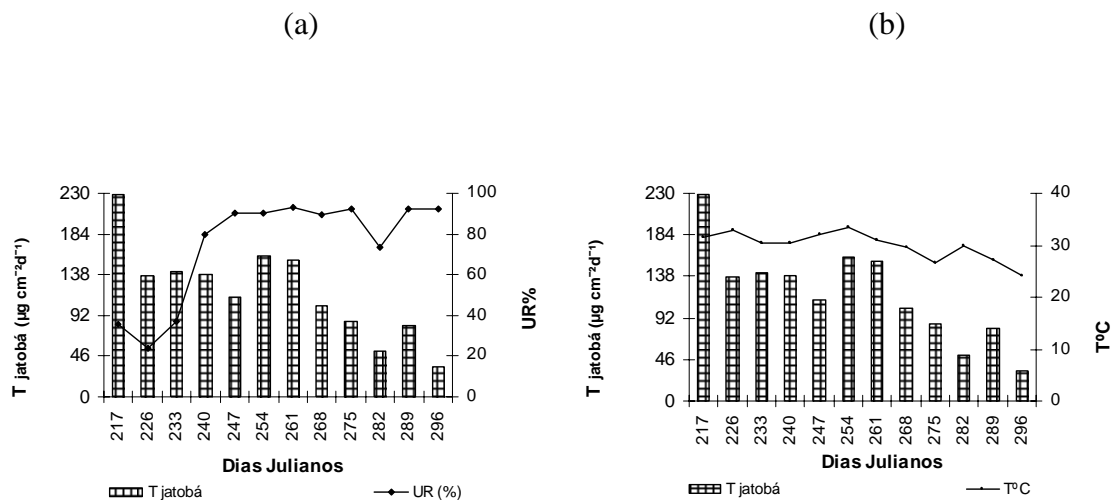 (a)
(b)
230
184
138
92
46
0
T jatobá (µg cm⁻²d⁻¹)
100
80
60
40
20
0
UR%
217 226 233 240 247 254 261 268 275 282 289 296
Dias Julianos
T jatobá UR (%)
230
184
138
92
46
0
T jatobá (µg cm⁻²d⁻¹)
40
30
20
10
0
TºC
217 226 233 240 247 254 261 268 275 282 289 296
Dias Julianos
T jatobá TºC